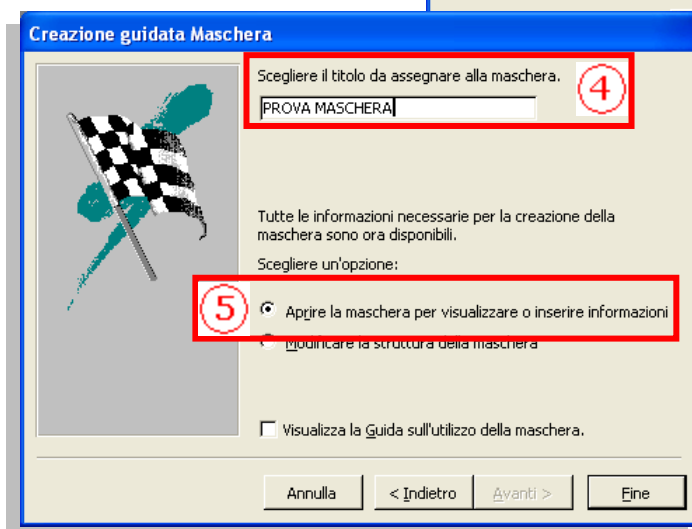 Creazione guidata Maschera
Scegliere il titolo da assegnare alla maschera.
4
PROVA MASCHERA
Tutte le informazioni necessarie per la creazione della
maschera sono ora disponibili.
Scegliere un'opzione:
5
Aprire la maschera per visualizzare o inserire informazioni
Modificare la struttura della maschera
Visualizza la Guida sull'utilizzo della maschera.
Annulla
< Indietro
Avanti >
Fine